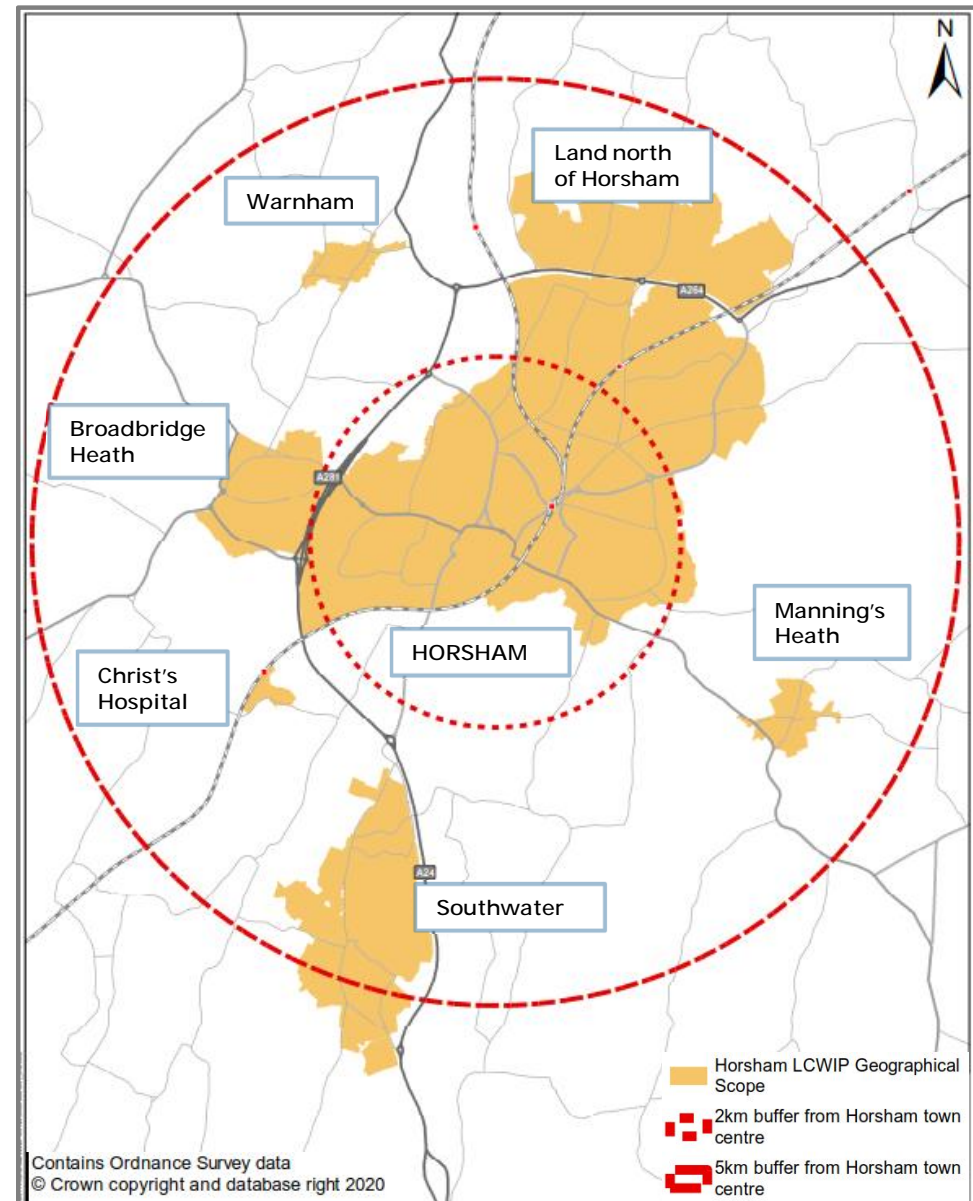 N
Land north
of Horsham
Warnham
A264
Broadbridge
Heath
A281
Manning's
Heath
HORSHAM
Christ's
Hospital
A24
Southwater
Horsham LCWIP Geographical
Scope
2km buffer from Horsham town
centre
5km buffer from Horsham town
centre
Contains Ordnance Survey data
© Crown copyright and database right 2020